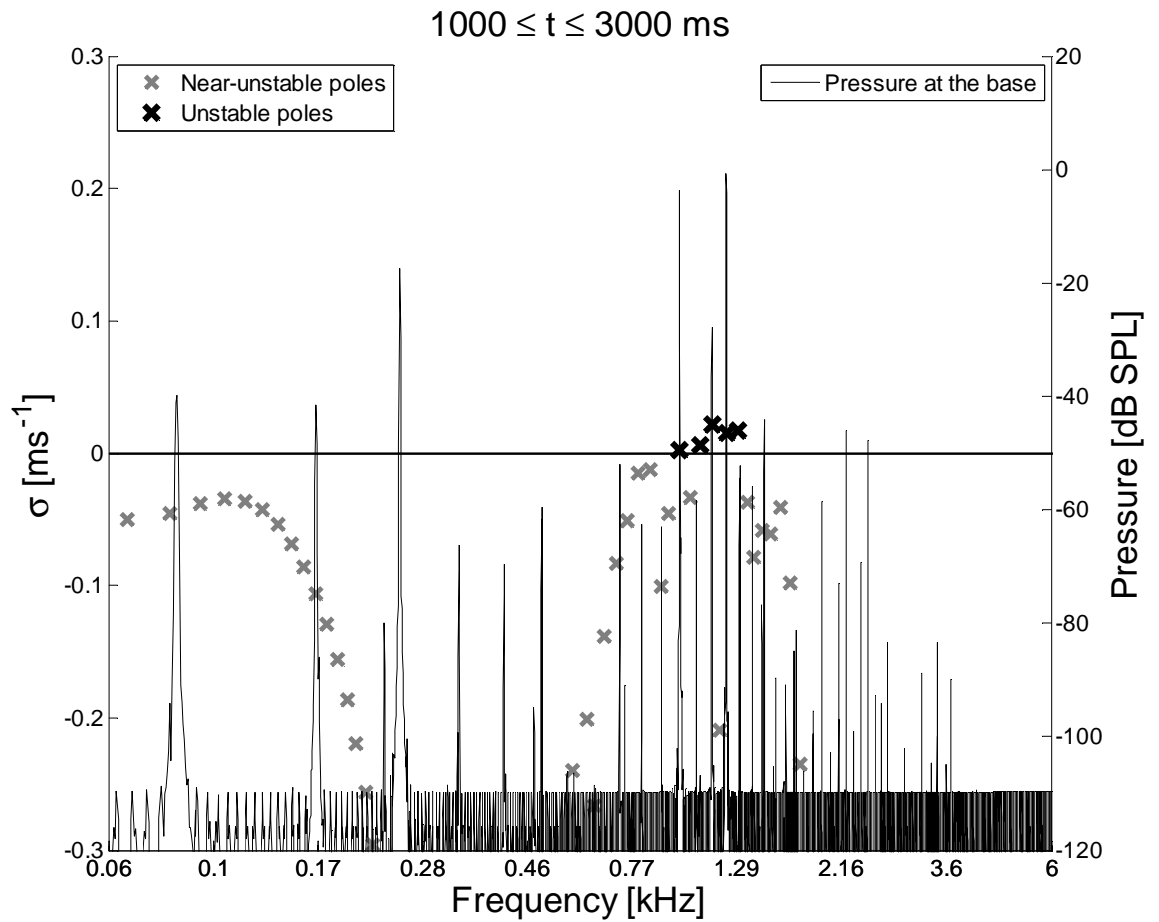 1000 ≤ t ≤ 3000 ms
Near-unstable poles
Unstable poles
Pressure at the base
σ [ms-1]
0.3
0.2
0.1
0
-0.1
-0.2
-0.3
20
0
-20
-40
-60
-80
-100
-120
Pressure [dB SPL]
0.06 0.1 0.17 0.28 0.46 0.77 1.29 2.16 3.6 6
Frequency [kHz]